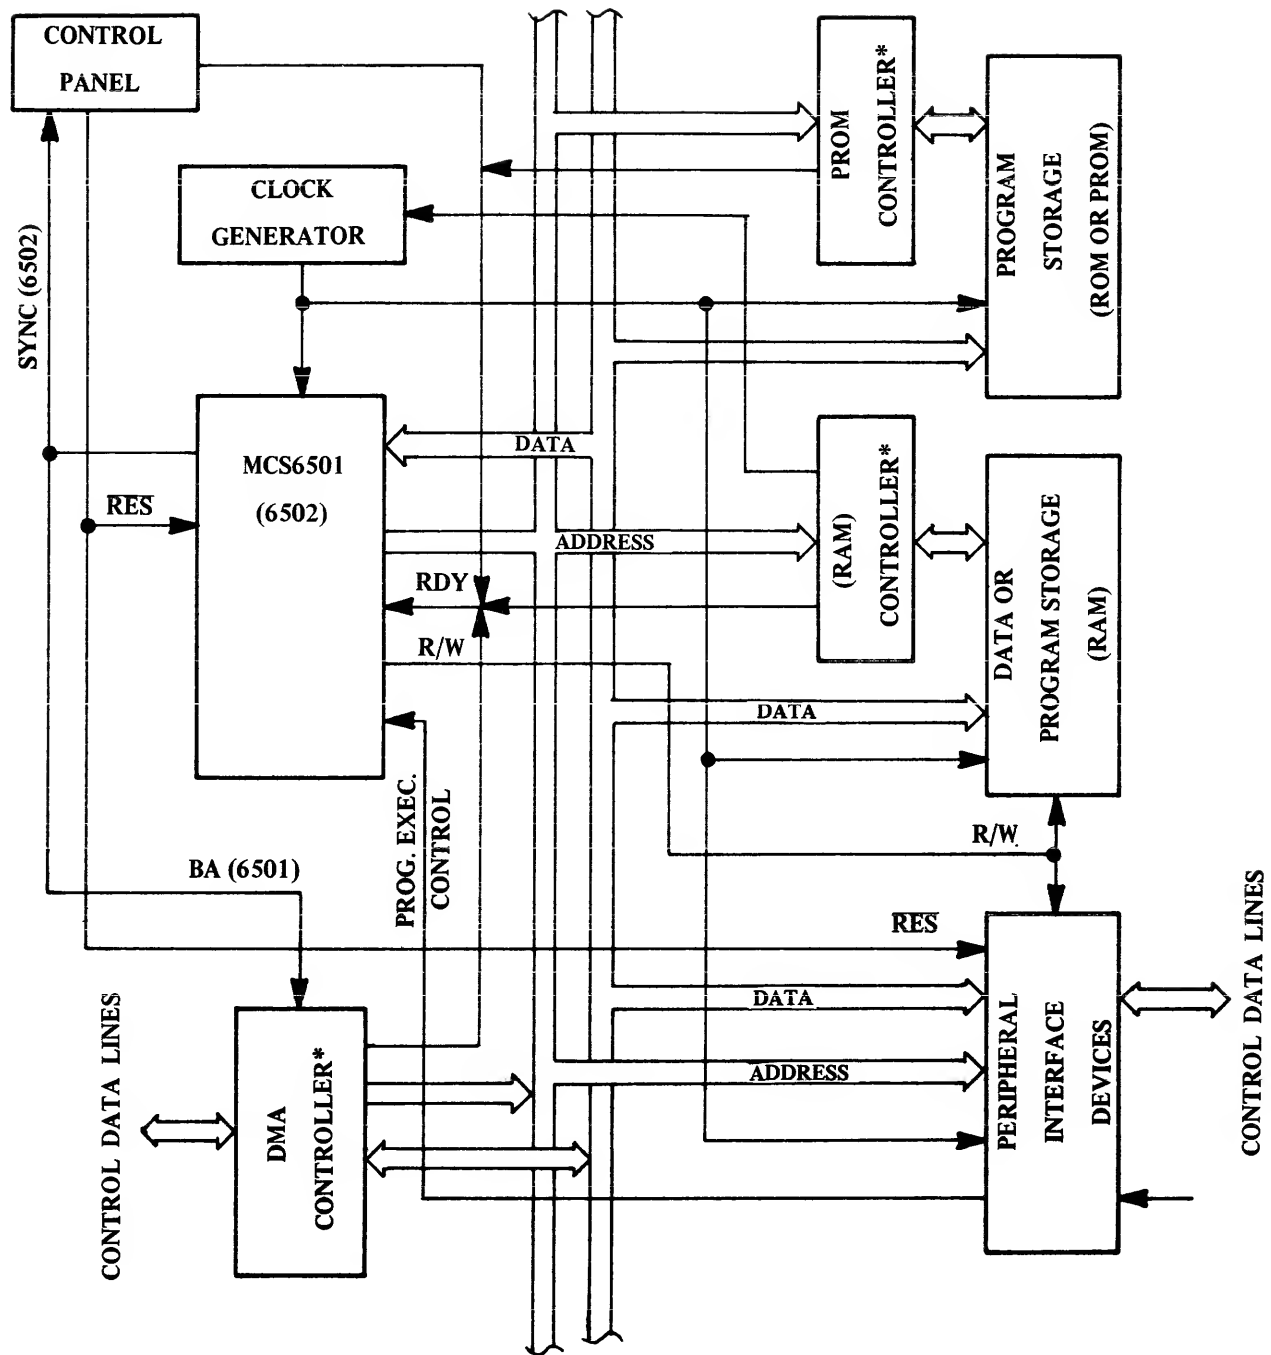 CONTROL
PANEL
PROM
CONTROLLER*
PROGRAM
STORAGE
(ROM OR PROM)
CLOCK
GENERATOR
SYNC (6502)
MCS6501
(6502)
DATA
RES
ADDRESS
(RAM)
CONTROLLER*
DATA OR
PROGRAM STORAGE
(RAM)
RDY
R/W
DATA
PROG. EXEC.
CONTROL
R/W
BA (6501)
RES
DATA
ADDRESS
PERIPHERAL
INTERFACE
DEVICES
CONTROL DATA LINES
CONTROL DATA LINES
DMA
CONTROLLER*